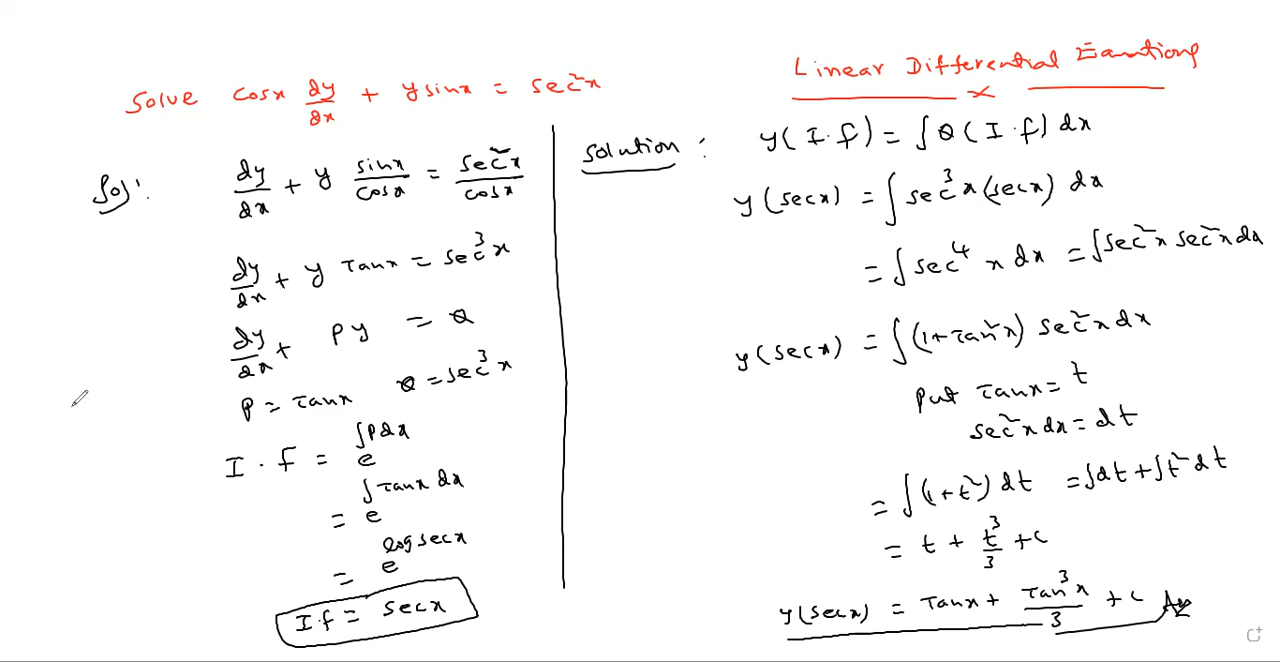 Linear Differential Equations
Solve cosx dy/dx + y sinx = sec²x
Sol:
dy/dx + y sinx/cosx = sec²x/cosx
dy/dx + y Tanx = sec³x
dy/dx + Py = Q
P = Tanx Q = sec³x
I.f = e^∫Pdx
= e^∫Tanx dx
= e^log secx
I.f = secx
Solution:
y(I.f) = ∫Q(I.f) dx
y(secx) = ∫sec³x(secx) dx
= ∫sec⁴x dx = ∫sec²x sec²x dx
y(secx) = ∫(1+Tan²x) sec²x dx
Put Tanx = t
sec²x dx = dt
= ∫(1+t²) dt = ∫dt + ∫t² dt
= t + t³/3 + c
y(secx) = Tanx + Tan³x/3 + c